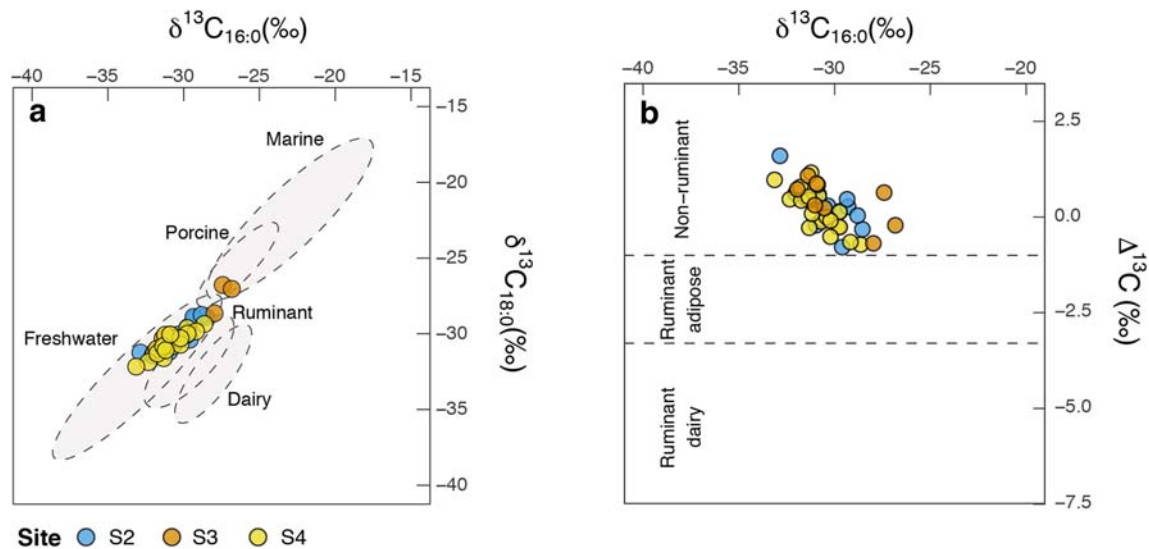 δ¹³C₁₆:₀(‰)
−40 −35 −30 −25 −20 −15
a
Marine
Porcine
Ruminant
Freshwater
Dairy
−15
−20
−25
−30
−35
−40
δ¹³C₁₈:₀(‰)
Site S2 S3 S4
δ¹³C₁₆:₀(‰)
−40 −35 −30 −25 −20
b
Non−ruminant
Ruminant
adipose
Ruminant
dairy
2.5
0.0
−2.5
−5.0
−7.5
Δ¹³C (‰)